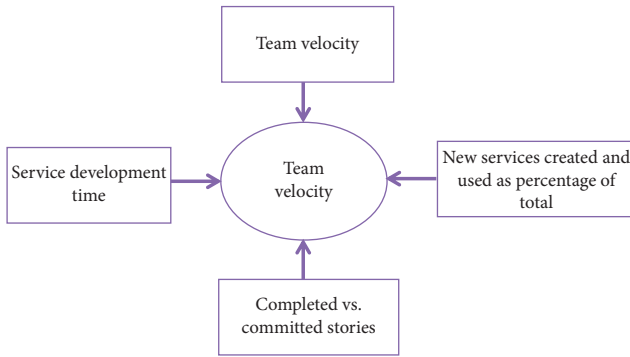 Team velocity
Service development
time
Team
velocity
New services created and
used as percentage of
total
Completed vs.
committed stories